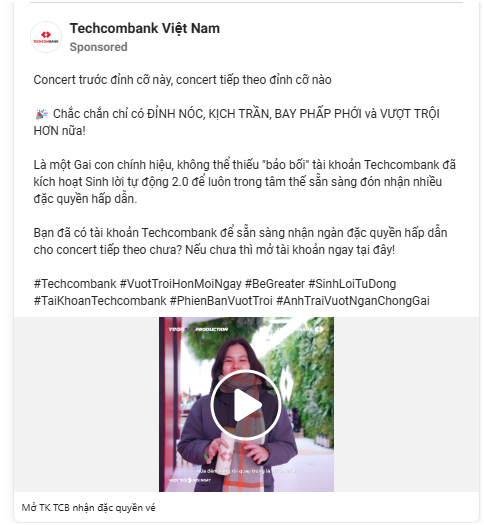 Techcombank Việt Nam
TECHCOMBANK
Sponsored
Concert trước đỉnh cỡ này, concert tiếp theo đỉnh cỡ nào
🎉 Chắc chắn chỉ có ĐỈNH NÓC, KỊCH TRẦN, BAY PHẤP PHỚI và VƯỢT TRỘI
HƠN nữa!
Là một Gai con chính hiệu, không thể thiếu "bảo bối" tài khoản Techcombank đã
kích hoạt Sinh lời tự động 2.0 để luôn trong tâm thế sẵn sàng đón nhận nhiều
đặc quyền hấp dẫn.
Bạn đã có tài khoản Techcombank để sẵn sàng nhận ngàn đặc quyền hấp dẫn
cho concert tiếp theo chưa? Nếu chưa thì mở tài khoản ngay tại đây!
#Techcombank #VuotTroiHonMoiNgay #BeGreater #SinhLoiTuDong
#TaiKhoanTechcombank #PhienBanVuotTroi #AnhTraiVuotNganChongGai
PRODUCTION
Mở TK TCB nhận đặc quyền vé